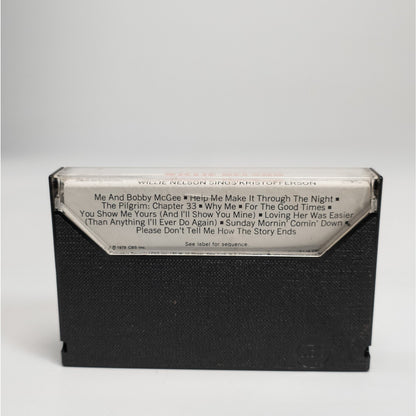 WILLIE NELSON SINGS KRISTOFFERSON
Me And Bobby McGee ▪ Help Me Make It Through The Night ▪
The Pilgrim: Chapter 33 ▪ Why Me ▪ For The Good Times ▪
You Show Me Yours (And I'll Show You Mine) ▪ Loving Her Was Easier
(Than Anything I'll Ever Do Again) ▪ Sunday Mornin' Comin' Down ▪
Please Don't Tell Me How The Story Ends
See label for sequence.
℗ 1979 CBS Inc.